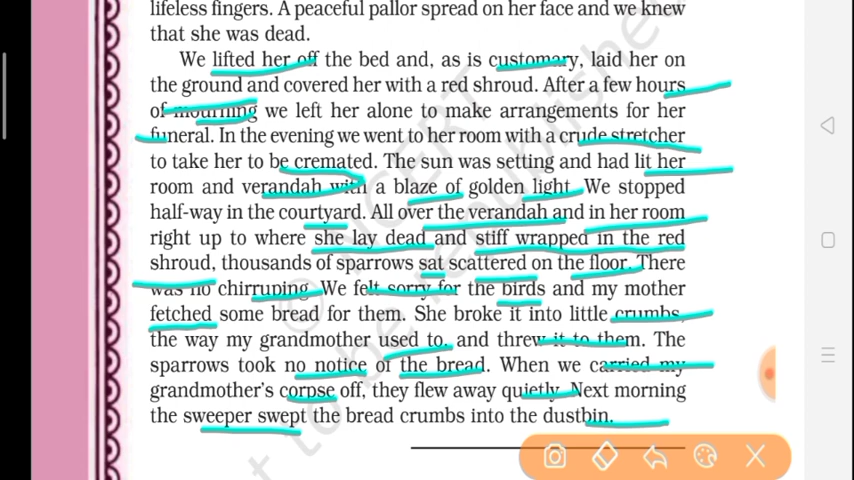 lifeless fingers. A peaceful pallor spread on her face and we knew
that she was dead.
We lifted her off the bed and, as is customary, laid her on
the ground and covered her with a red shroud. After a few hours
of mourning we left her alone to make arrangements for her
funeral. In the evening we went to her room with a crude stretcher
to take her to be cremated. The sun was setting and had lit her
room and verandah with a blaze of golden light. We stopped
half-way in the courtyard. All over the verandah and in her room
right up to where she lay dead and stiff wrapped in the red
shroud, thousands of sparrows sat scattered on the floor. There
was no chirruping. We felt sorry for the birds and my mother
fetched some bread for them. She broke it into little crumbs,
the way my grandmother used to, and threw it to them. The
sparrows took no notice of the bread. When we carried my
grandmother's corpse off, they flew away quietly. Next morning
the sweeper swept the bread crumbs into the dustbin.
© NCERT
not to be republished